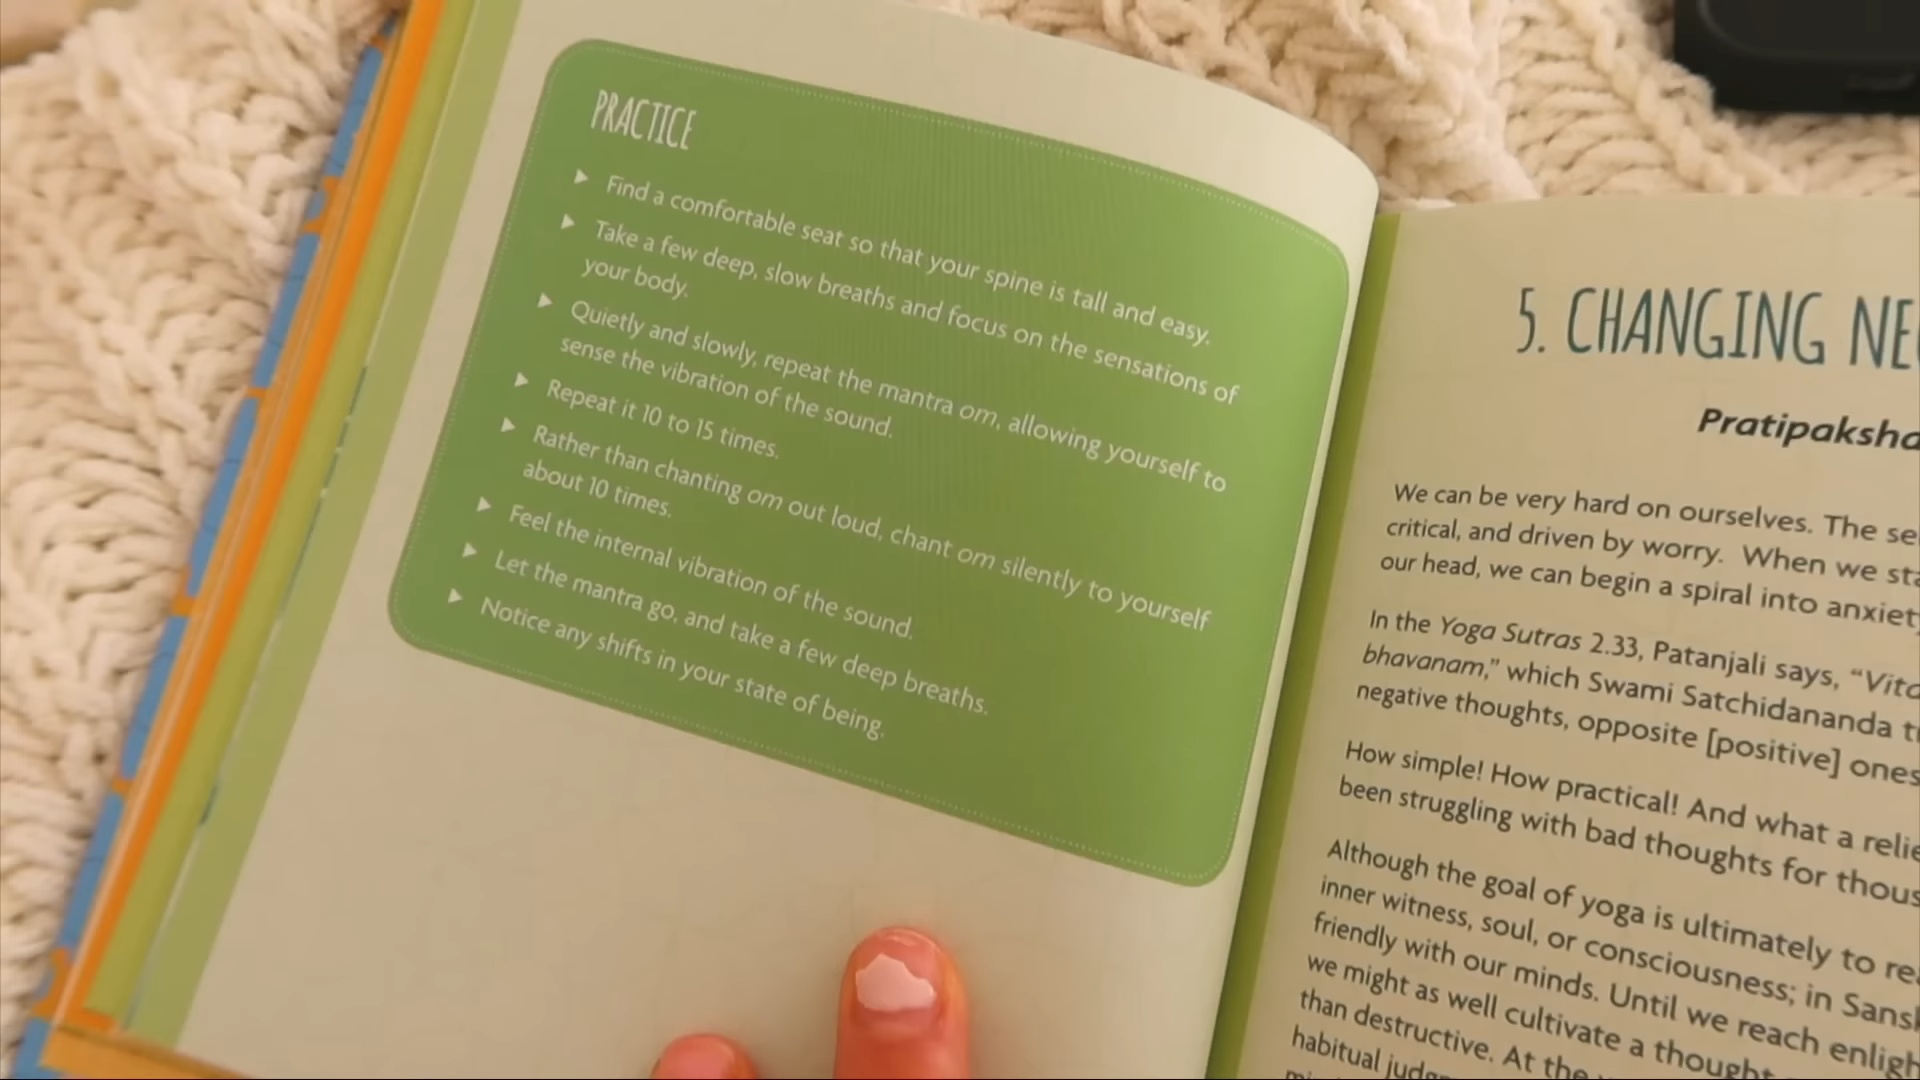 PRACTICE
Find a comfortable seat so that your spine is tall and easy.
Take a few deep, slow breaths and focus on the sensations of
your body.
Quietly and slowly, repeat the mantra om, allowing yourself to
sense the vibration of the sound.
Repeat it 10 to 15 times.
Rather than chanting om out loud, chant om silently to yourself
about 10 times.
Feel the internal vibration of the sound.
Let the mantra go, and take a few deep breaths.
Notice any shifts in your state of being.
5. CHANGING
We can be very hard on ourselves. The
critical, and driven by worry. When we
our head, we can begin a spiral into
In the Yoga Sutras 2.33, Patanjali says,
bhavanam," which Swami Satchidananda
negative thoughts, opposite [positive] ones
How simple! How practical! And what a
been struggling with bad thoughts for
Although the goal of yoga is ultimately to
inner witness, soul, or consciousness; in
friendly with our minds. Until we reach
we might as well cultivate a
than destructive. At the
habitual